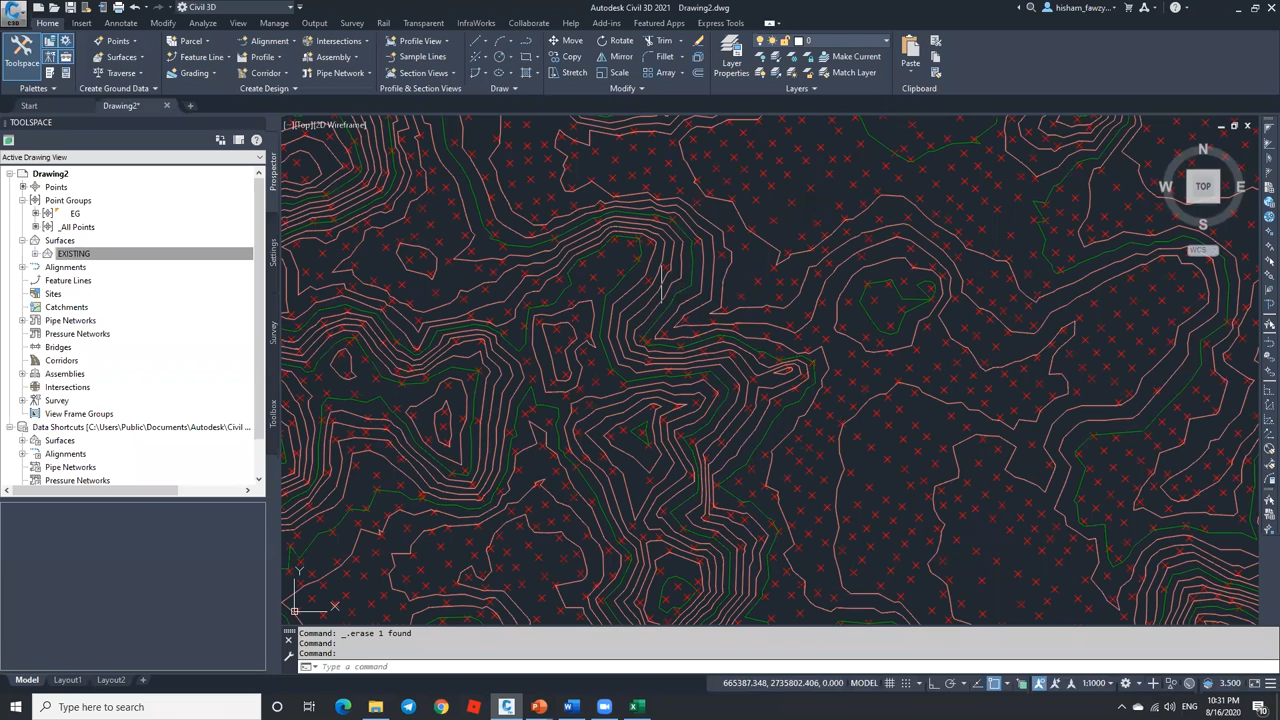 Civil 3D
Autodesk Civil 3D 2021 Drawing2.dwg
hisham_fawzy...
C3D
Home Insert Annotate Modify Analyze View Manage Output Survey Rail Transparent InfraWorks Collaborate Help Add-ins Featured Apps Express Tools
Toolspace
Points
Surfaces
Traverse
Parcel
Feature Line
Grading
Alignment
Profile
Corridor
Intersections
Assembly
Pipe Network
Profile View
Sample Lines
Section Views
Move
Copy
Stretch
Rotate
Mirror
Scale
Trim
Fillet
Array
Layer
Properties
0
Make Current
Match Layer
Paste
Palettes Create Ground Data Create Design Profile & Section Views Draw Modify Layers Clipboard
Start Drawing2*
TOOLSPACE
Active Drawing View
Drawing2
Points
Point Groups
EG
_All Points
Surfaces
EXISTING
Alignments
Feature Lines
Sites
Catchments
Pipe Networks
Pressure Networks
Bridges
Corridors
Assemblies
Intersections
Survey
View Frame Groups
Data Shortcuts [C:\Users\Public\Documents\Autodesk\Civil ...
Surfaces
Alignments
Pipe Networks
Pressure Networks
Prospector
Settings
Survey
Toolbox
[-][Top][2D Wireframe]
N
W TOP E
S
WCS
Y
X
Command: _.erase 1 found
Command:
Command:
Type a command
Model Layout1 Layout2
665387.348, 2735802.406, 0.000 MODEL 1:1000 3.500
Type here to search
10:31 PM
8/16/2020